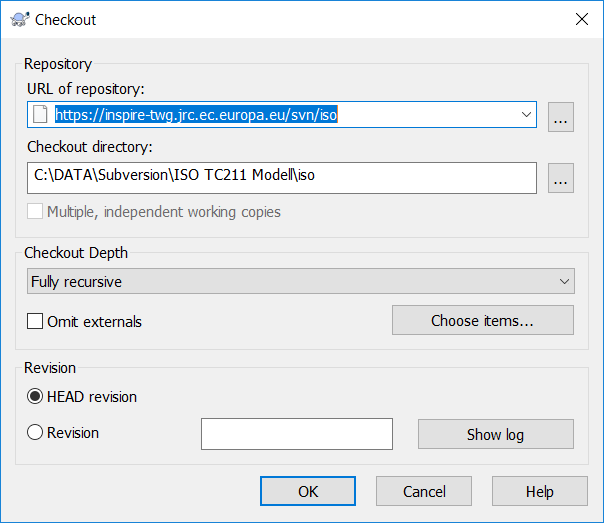 Checkout
Repository
URL of repository:
https://inspire-twg.jrc.ec.europa.eu/svn/iso
...
Checkout directory:
C:\DATA\Subversion\ISO TC211 Modell\iso
...
Multiple, independent working copies
Checkout Depth
Fully recursive
Omit externals
Choose items...
Revision
HEAD revision
Revision
Show log
OK
Cancel
Help